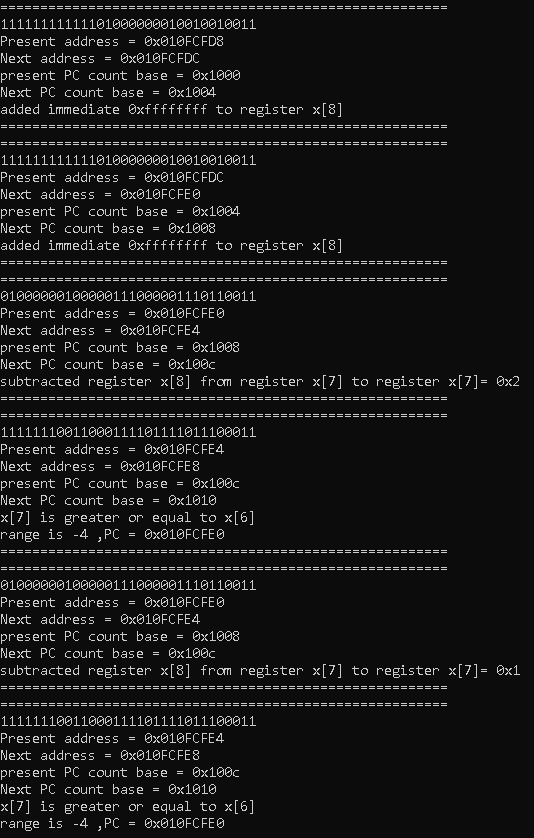 ========================================================
11111111111101000000010010010011
Present address = 0x010FCFD8
Next address = 0x010FCFDC
present PC count base = 0x1000
Next PC count base = 0x1004
added immediate 0xffffffff to register x[8]
========================================================
========================================================
11111111111101000000010010010011
Present address = 0x010FCFDC
Next address = 0x010FCFE0
present PC count base = 0x1004
Next PC count base = 0x1008
added immediate 0xffffffff to register x[8]
========================================================
========================================================
01000000100000111000001110110011
Present address = 0x010FCFE0
Next address = 0x010FCFE4
present PC count base = 0x1008
Next PC count base = 0x100c
subtracted register x[8] from register x[7] to register x[7]= 0x2
========================================================
========================================================
11111110011000111101111011100011
Present address = 0x010FCFE4
Next address = 0x010FCFE8
present PC count base = 0x100c
Next PC count base = 0x1010
x[7] is greater or equal to x[6]
range is -4 ,PC = 0x010FCFE0
========================================================
========================================================
01000000100000111000001110110011
Present address = 0x010FCFE0
Next address = 0x010FCFE4
present PC count base = 0x1008
Next PC count base = 0x100c
subtracted register x[8] from register x[7] to register x[7]= 0x1
========================================================
========================================================
11111110011000111101111011100011
Present address = 0x010FCFE4
Next address = 0x010FCFE8
present PC count base = 0x100c
Next PC count base = 0x1010
x[7] is greater or equal to x[6]
range is -4 ,PC = 0x010FCFE0